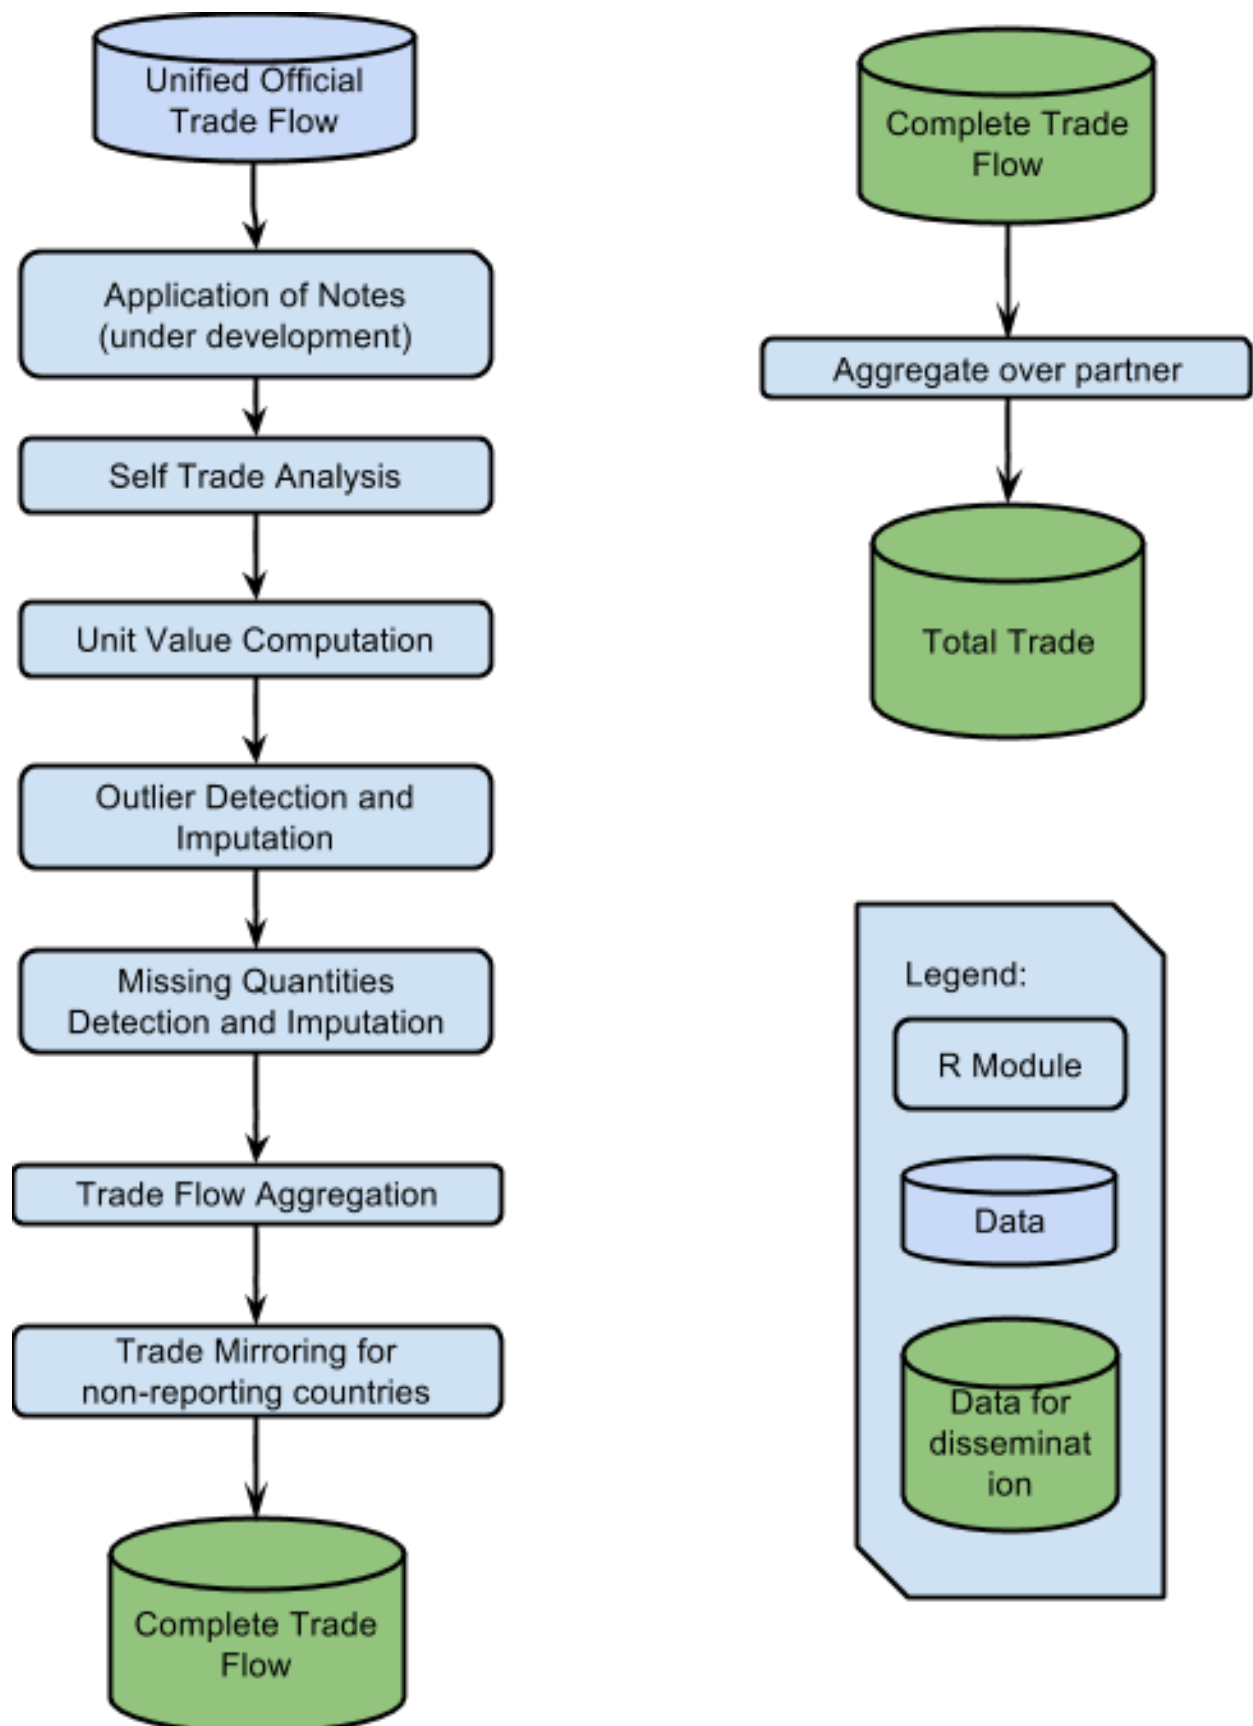 Unified Official
Trade Flow
Application of Notes
(under development)
Self Trade Analysis
Unit Value Computation
Outlier Detection and
Imputation
Missing Quantities
Detection and Imputation
Trade Flow Aggregation
Trade Mirroring for
non-reporting countries
Complete Trade
Flow
Complete Trade
Flow
Aggregate over partner
Total Trade
Legend:
R Module
Data
Data for
disseminat
ion